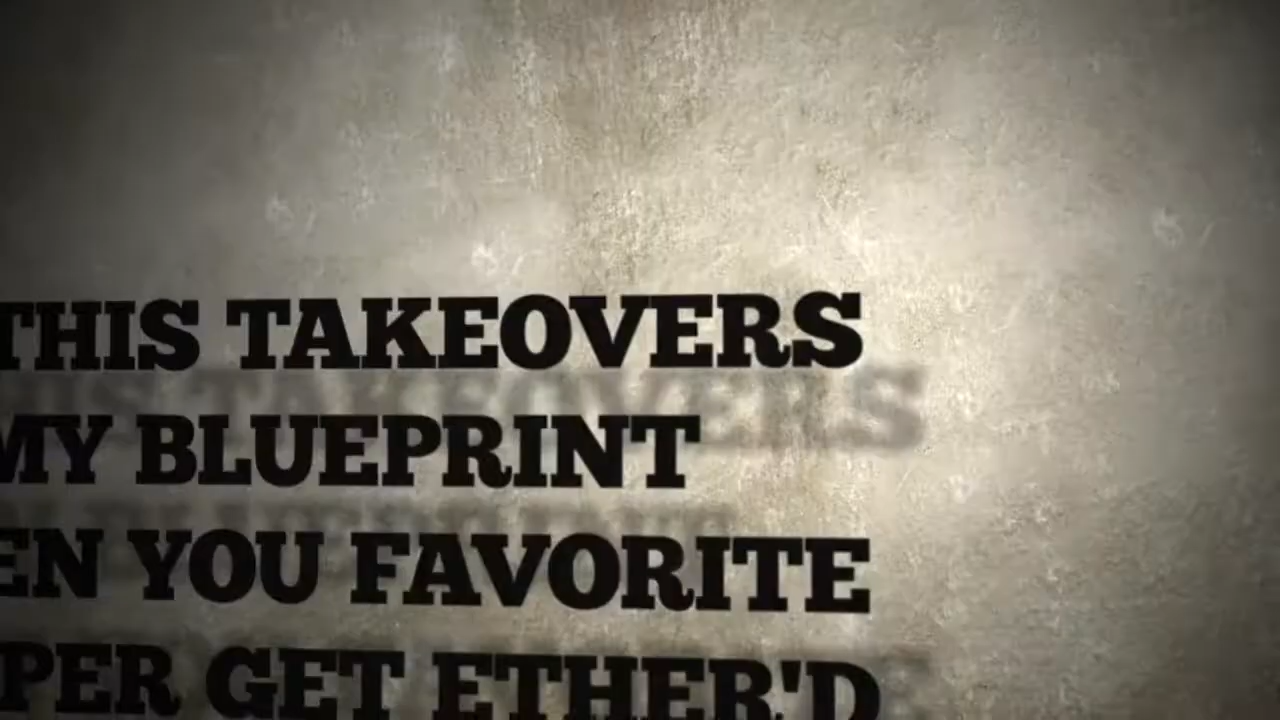 THIS TAKEOVERS
MY BLUEPRINT
EN YOU FAVORITE
PER GET ETHER'D